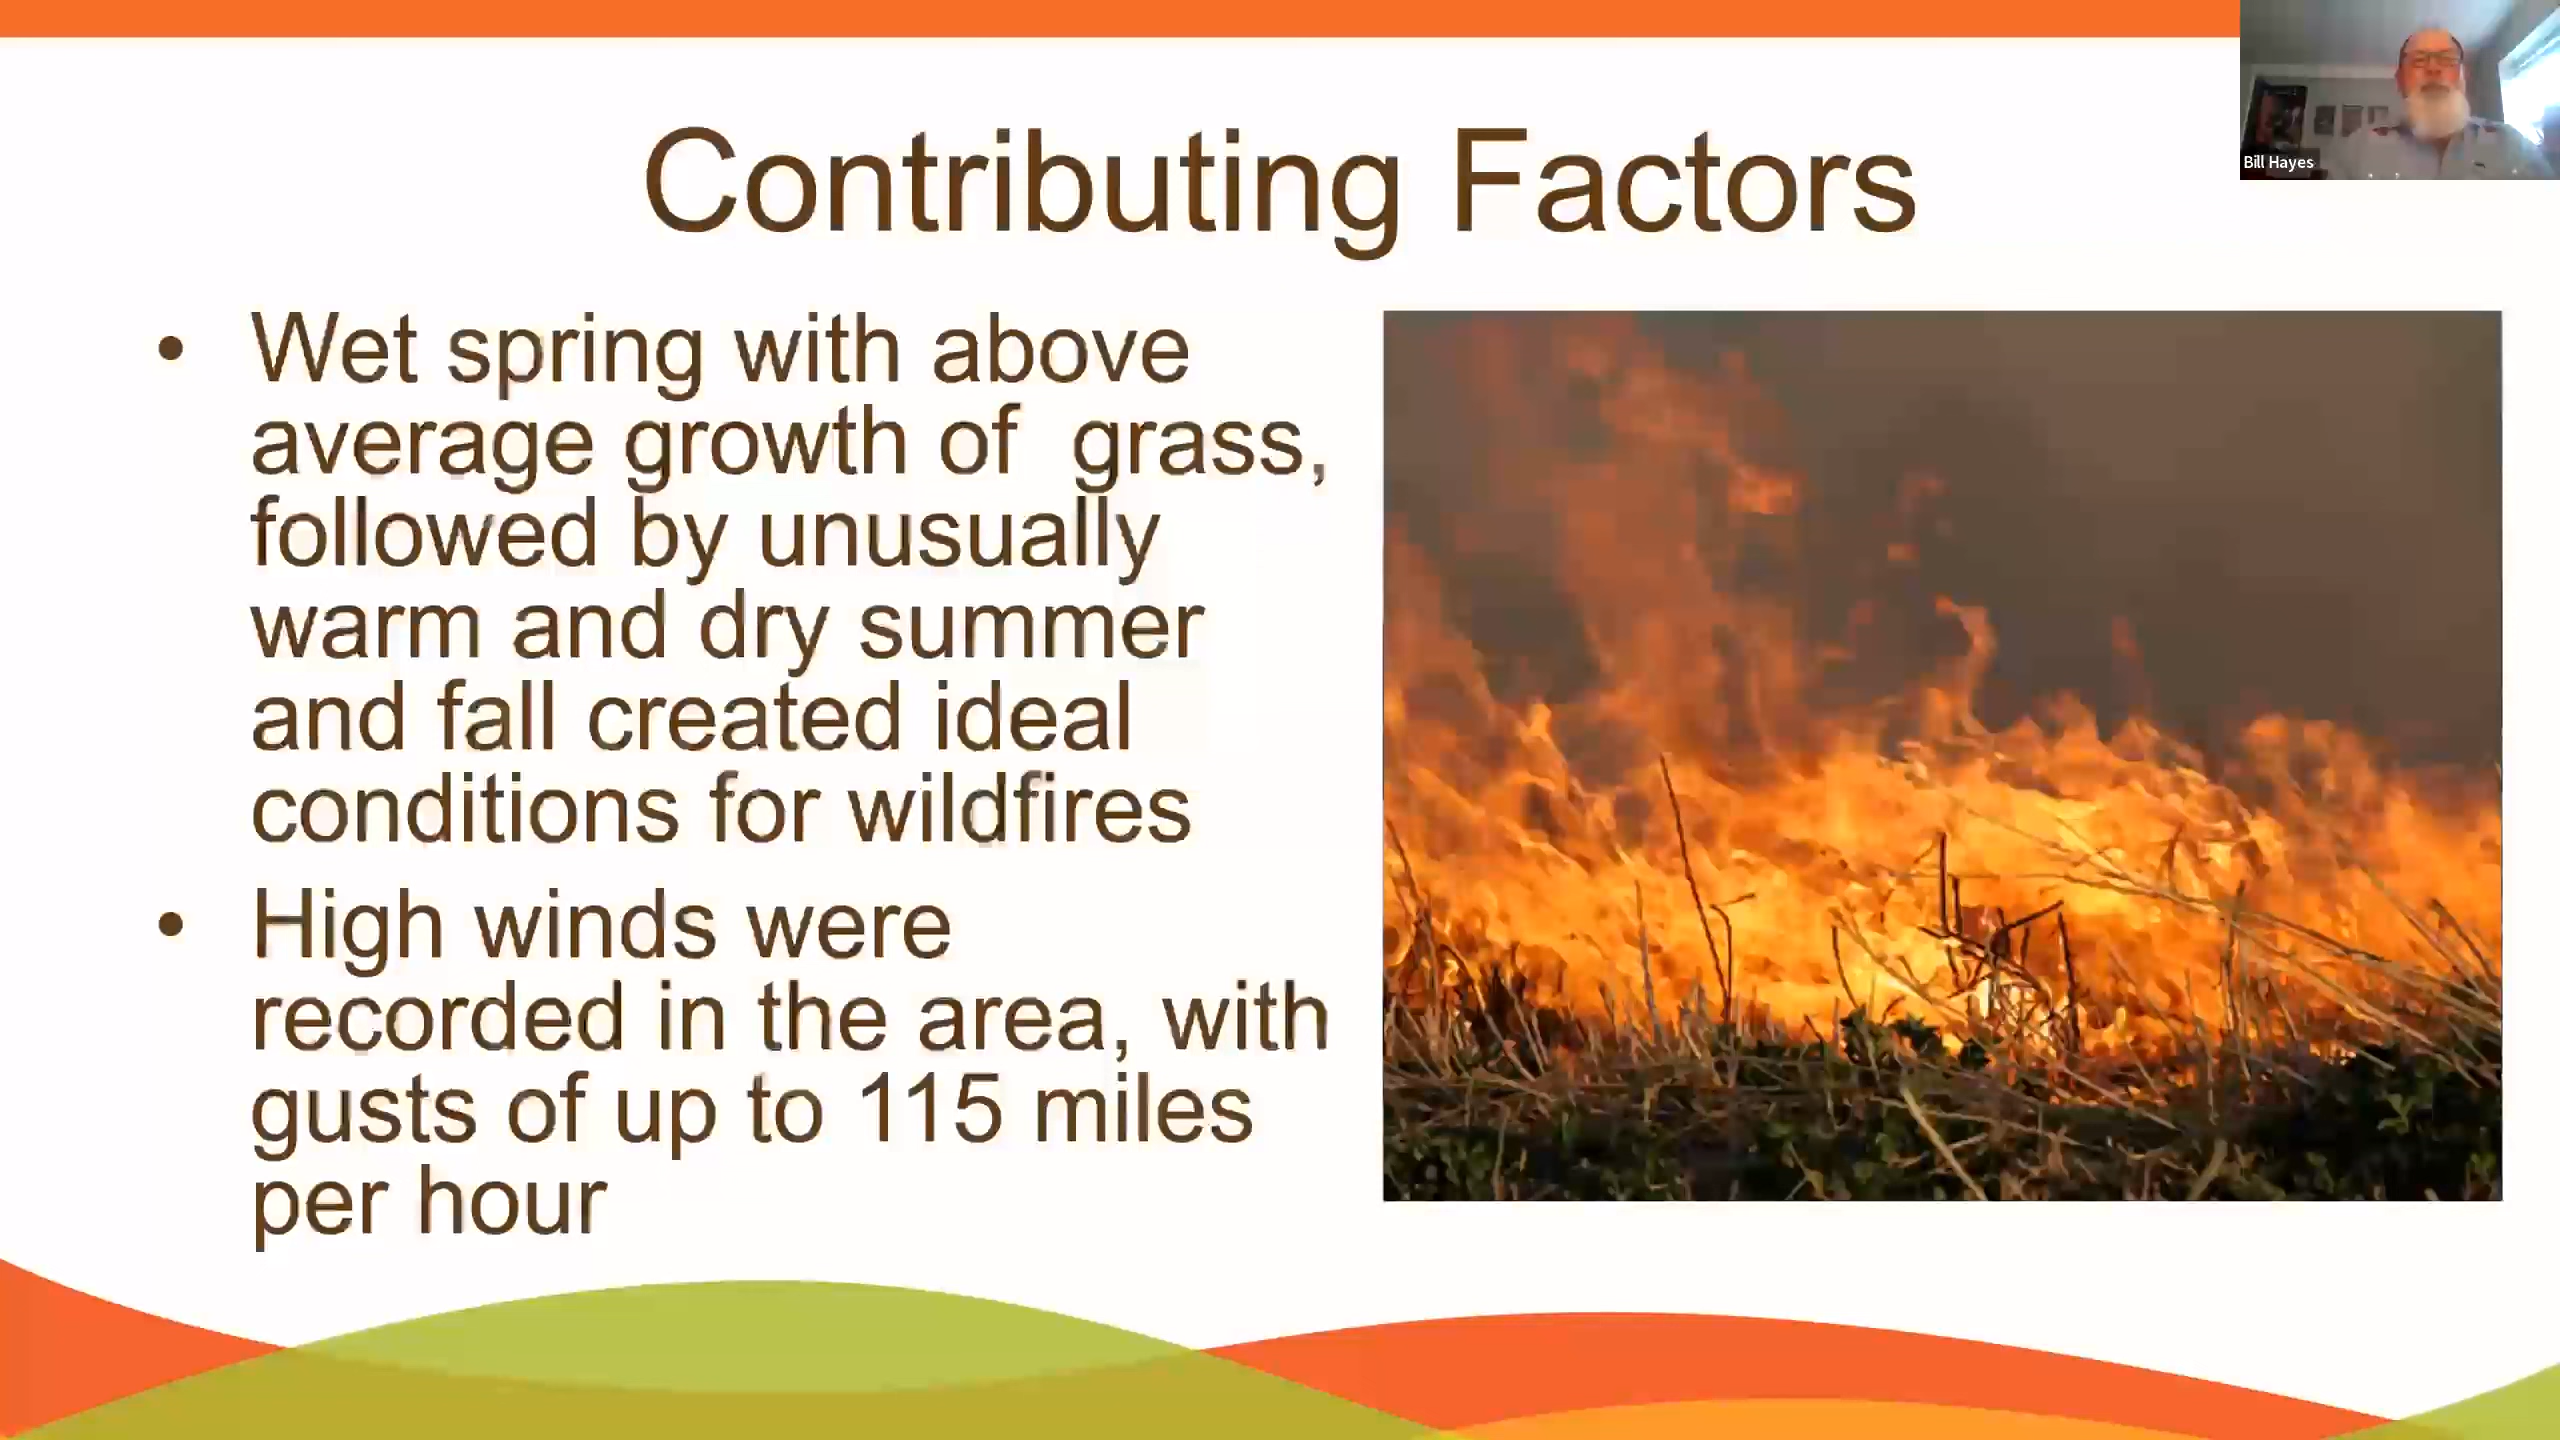 Contributing Factors
Bill Hayes
• Wet spring with above
average growth of  grass,
followed by unusually
warm and dry summer
and fall created ideal
conditions for wildfires
• High winds were
recorded in the area, with
gusts of up to 115 miles
per hour